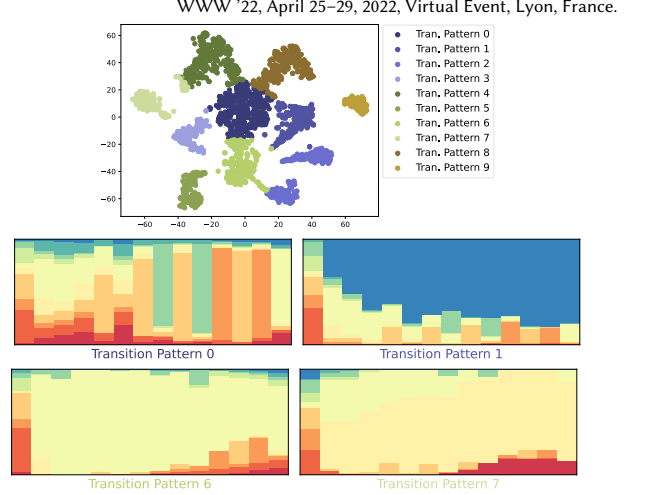 WWW ’22, April 25–29, 2022, Virtual Event, Lyon, France.
60
40
20
0
−20
−40
−60
−60
−40
−20
0
20
40
60
Tran. Pattern 0
Tran. Pattern 1
Tran. Pattern 2
Tran. Pattern 3
Tran. Pattern 4
Tran. Pattern 5
Tran. Pattern 6
Tran. Pattern 7
Tran. Pattern 8
Tran. Pattern 9
Transition Pattern 0
Transition Pattern 1
Transition Pattern 6
Transition Pattern 7